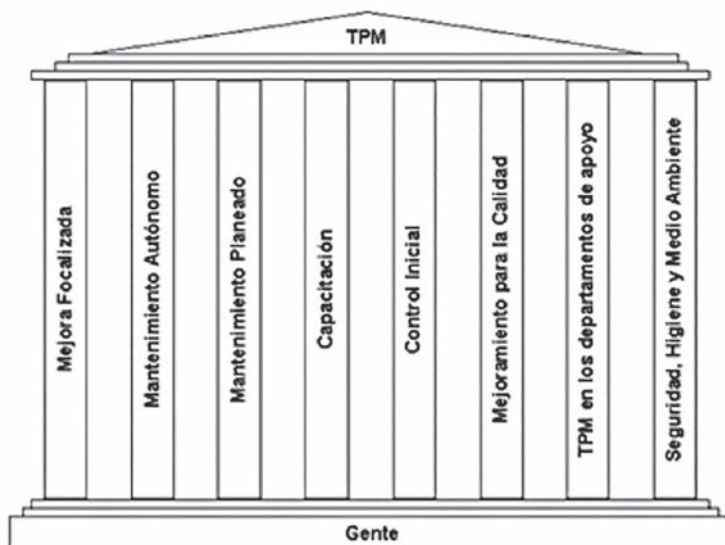 TPM
Mejora Focalizada
Mantenimiento Autónomo
Mantenimiento Planeado
Capacitación
Control Inicial
Mejoramiento para la Calidad
TPM en los departamentos de apoyo
Seguridad, Higiene y Medio Ambiente
Gente